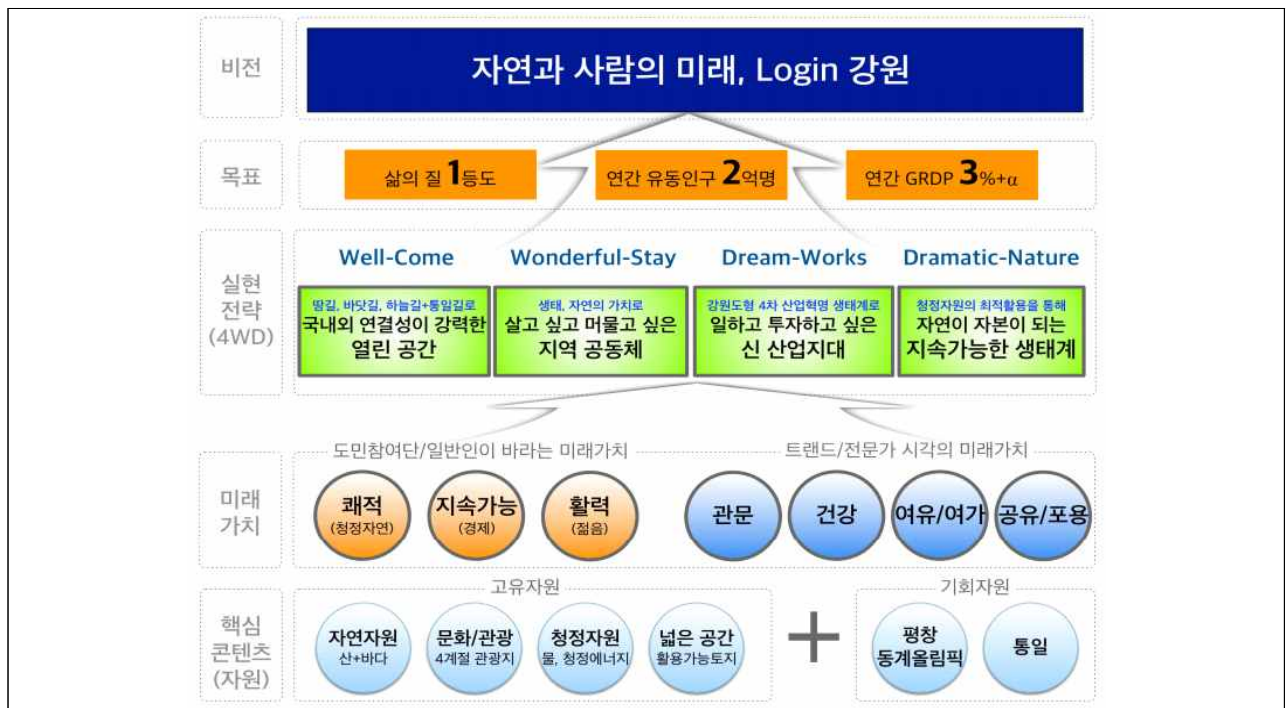 비전
자연과 사람의 미래, Login 강원
목표
삶의 질 1등도
연간 유동인구 2억명
연간 GRDP 3%+α
실현
전략
(4WD)
Well-Come
땅길, 바닷길, 하늘길+통일길로
국내외 연결성이 강력한
열린 공간
Wonderful-Stay
생태, 자연의 가치로
살고 싶고 머물고 싶은
지역 공동체
Dream-Works
강원도형 4차 산업혁명 생태계로
일하고 투자하고 싶은
신 산업지대
Dramatic-Nature
청정자원의 최적활용을 통해
자연이 자본이 되는
지속가능한 생태계
미래
가치
도민참여단/일반인이 바라는 미래가치
쾌적
(청정자연)
지속가능
(경제)
활력
(젊음)
트랜드/전문가 시각의 미래가치
관문
건강
여유/여가
공유/포용
핵심
콘텐츠
(자원)
고유자원
자연자원
산+바다
문화/관광
4계절 관광지
청정자원
물, 청정에너지
넓은 공간
활용가능토지
+
기회자원
평창
동계올림픽
통일